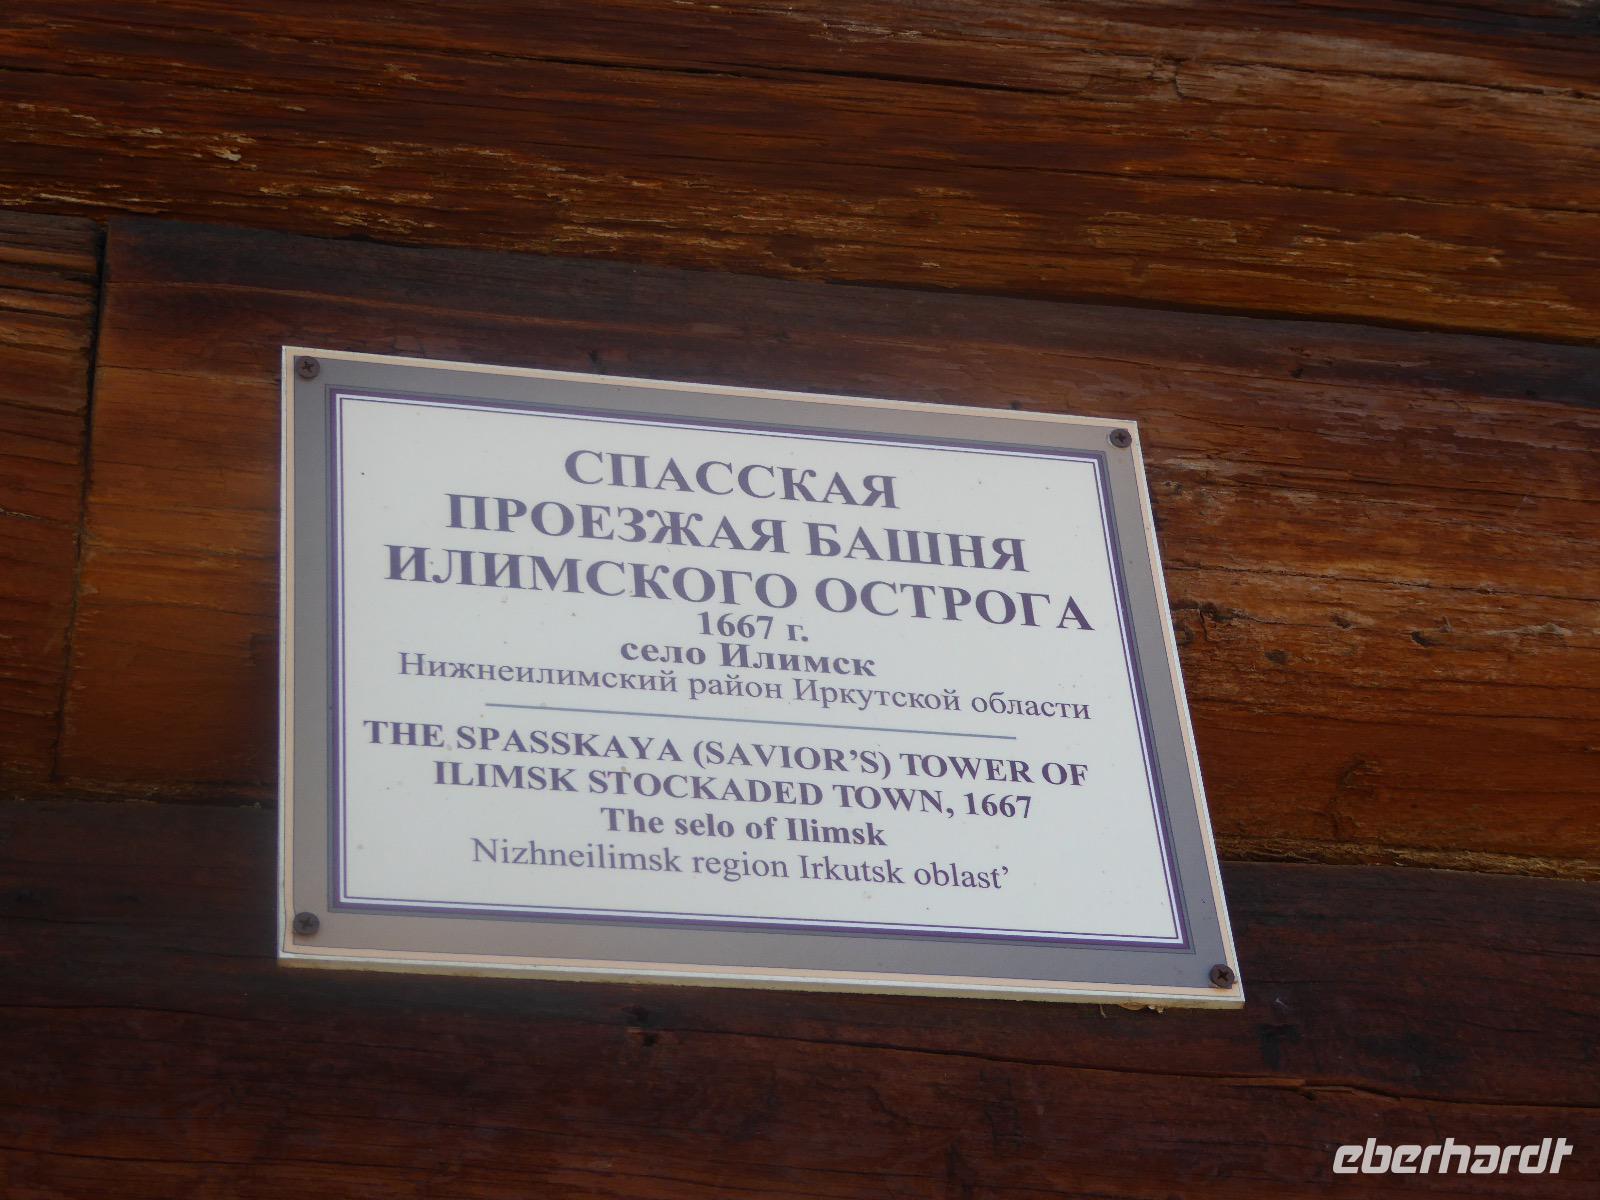 СПАССКАЯ
ПРОЕЗЖАЯ БАШНЯ
ИЛИМСКОГО ОСТРОГА
1667 г.
село Илимск
Нижнеилимский район Иркутской области
THE SPASSKAYA (SAVIOR'S) TOWER OF
ILIMSK STOCKADED TOWN, 1667
The selo of Ilimsk
Nizhneilimsk region Irkutsk oblast'
eberhardt